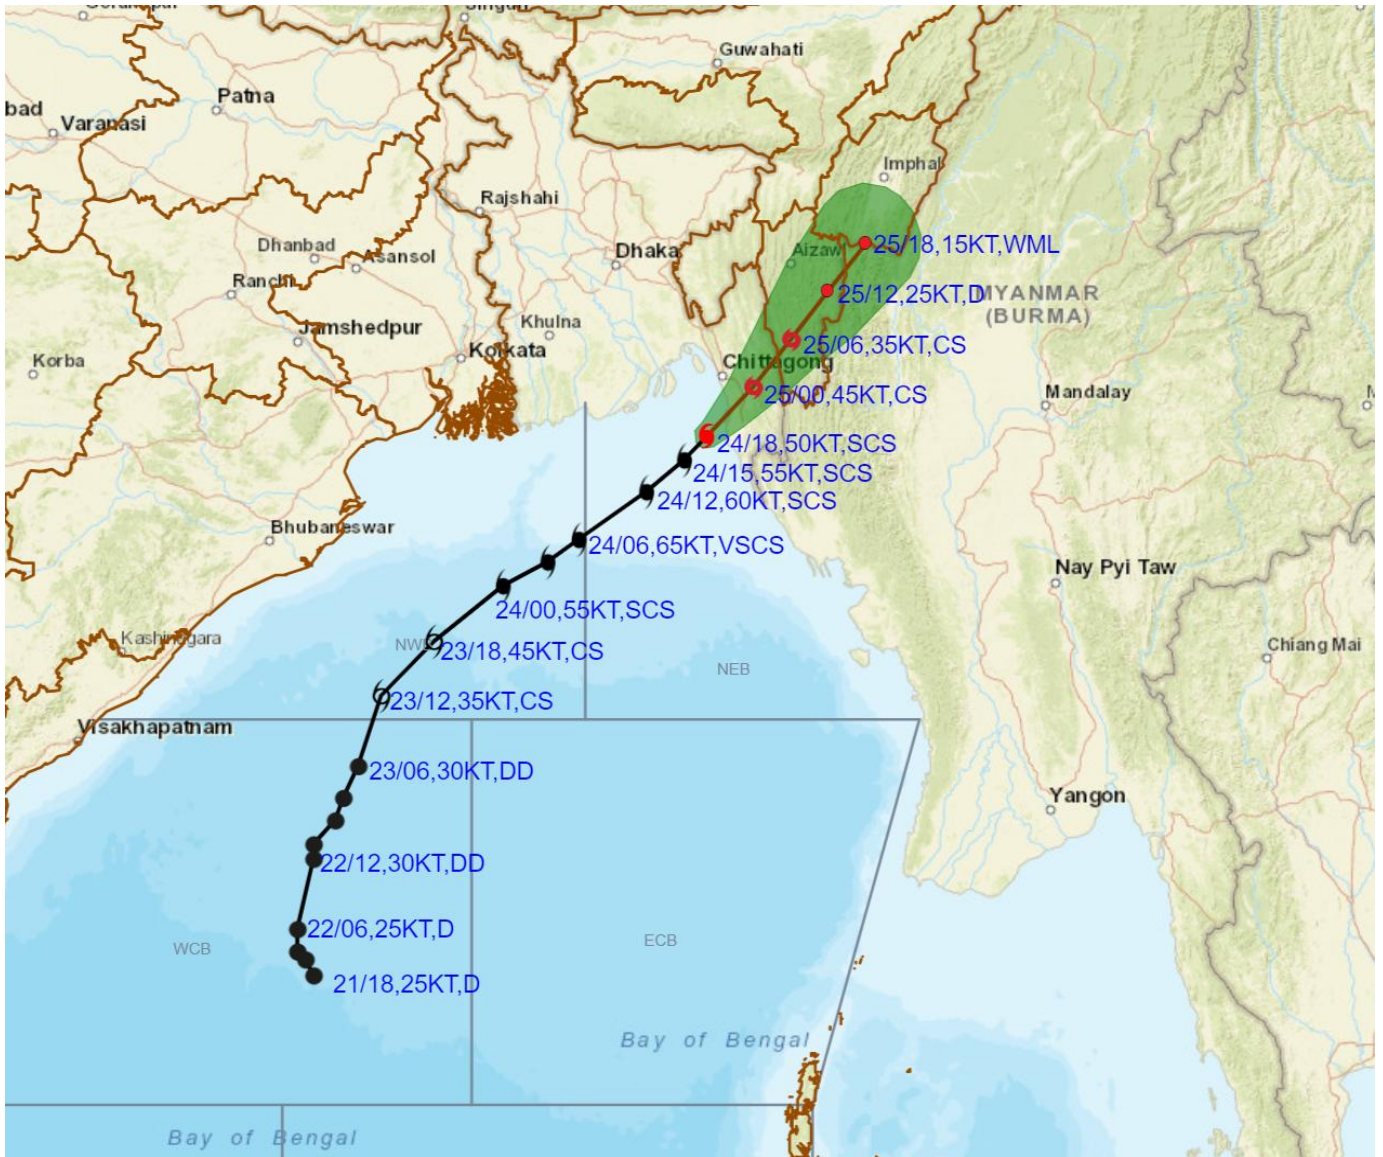 Singun
Guwahati
Patna
bad
Varanasi
Imphal
Rajshahi
Dhanbad
Asansol
Dhaka
Aizawl
25/18,15KT,WML
Ranchi
25/12,25KT,D
MYANMAR
(BURMA)
Jamshedpur
Khulna
Kolkata
25/06,35KT,CS
Korba
Chittagong
25/00,45KT,CS
Mandalay
24/18,50KT,SCS
24/15,55KT,SCS
24/12,60KT,SCS
Bhubaneswar
24/06,65KT,VSCS
Nay Pyi Taw
24/00,55KT,SCS
Kashinagara
NWB
23/18,45KT,CS
Chiang Mai
NEB
23/12,35KT,CS
Visakhapatnam
23/06,30KT,DD
Yangon
22/12,30KT,DD
22/06,25KT,D
WCB
ECB
21/18,25KT,D
Bay of Bengal
Bay of Bengal